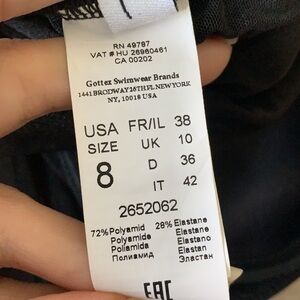 RN 49787
VAT # HU 26960461
CA 00202
Gottex Swimwear Brands
1441 BRODWAY 26TH FL NEW YORK
NY, 10018 USA
USA FR/IL 38
SIZE UK 10
8 D 36
IT 42
2652062
72% Polyamid 28% Elastane
Polyamide Elastane
Poliamida Elastano
Полиамид Эластан
EAC